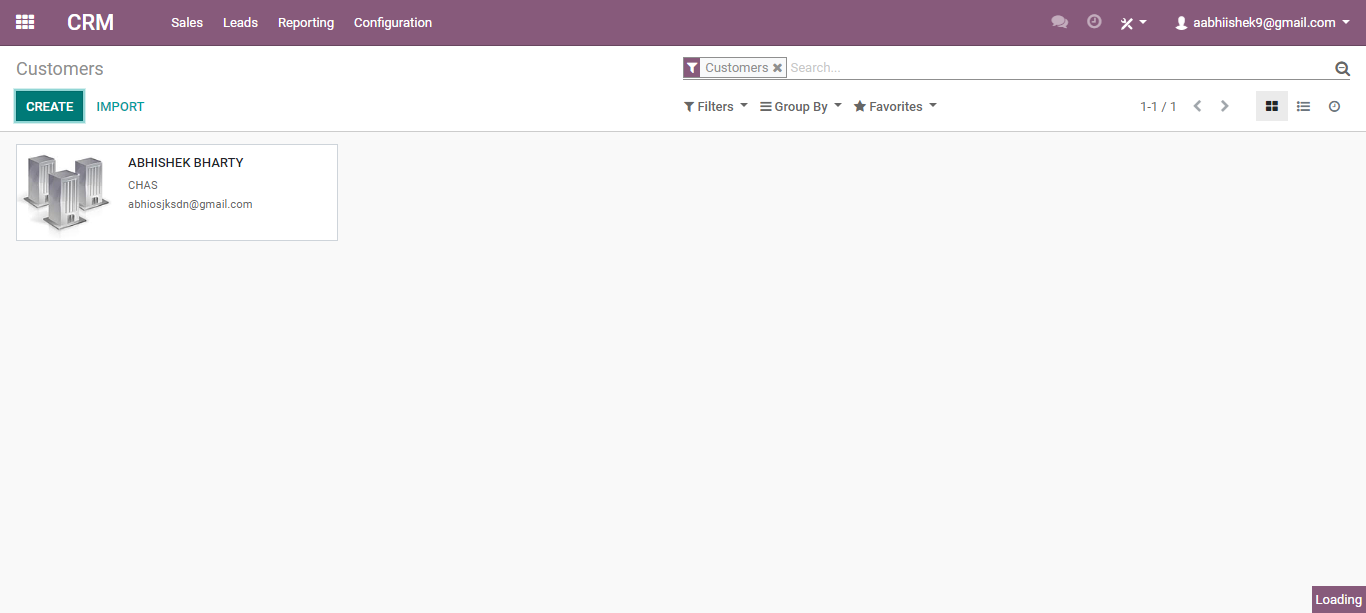 CRM Sales Leads Reporting Configuration aabhiishek9@gmail.com
Customers
Customers Search...
CREATE IMPORT
Filters Group By Favorites 1-1 / 1
ABHISHEK BHARTY
CHAS
abhiosjksdn@gmail.com
Loading